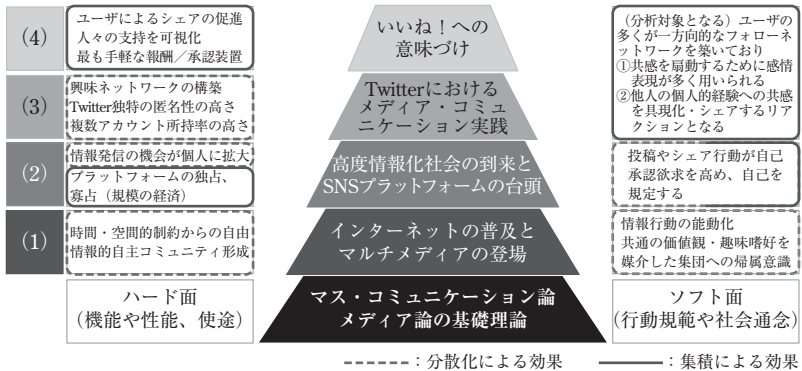 (4)
ユーザによるシェアの促進
人々の支持を可視化
最も手軽な報酬／承認装置
いいね！への
意味づけ
（分析対象となる）ユーザの
多くが一方向的なフォローネ
ットワークを築いており
①共感を扇動するために感情
表現が多く用いられる
②他人の個人的経験への共感
を具現化・シェアするリア
クションとなる
(3)
興味ネットワークの構築
Twitter独特の匿名性の高さ
複数アカウント所持率の高さ
Twitterにおける
メディア・コミュ
ニケーション実践
(2)
情報発信の機会が個人に拡大
プラットフォームの独占、
寡占（規模の経済）
高度情報化社会の到来と
SNSプラットフォームの台頭
投稿やシェア行動が自己
承認欲求を高め、自己を
規定する
(1)
時間・空間的制約からの自由
情報的自主コミュニティ形成
インターネットの普及と
マルチメディアの登場
情報行動の能動化
共通の価値観・趣味嗜好を
媒介した集団への帰属意識
ハード面
（機能や性能、使途）
マス・コミュニケーション論
メディア論の基礎理論
ソフト面
（行動規範や社会通念）
：分散化による効果
：集積による効果